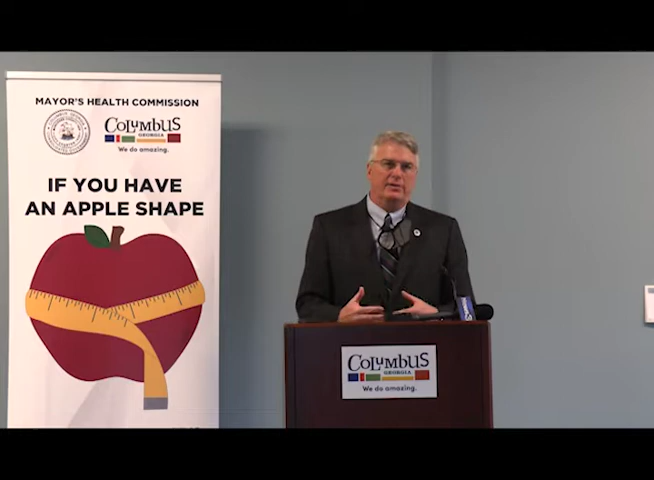 MAYOR'S HEALTH COMMISSION
COLUMBUS
GEORGIA
We do amazing.
IF YOU HAVE
AN APPLE SHAPE
COLUMBUS
GEORGIA
We do amazing.